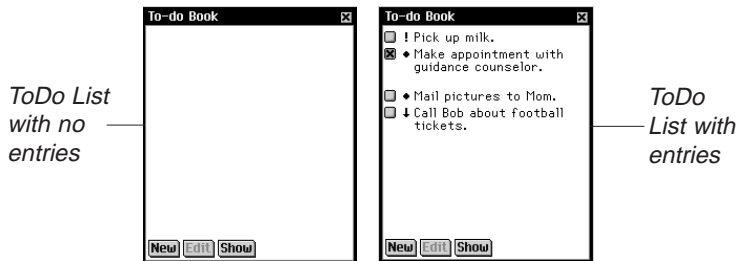 To-do Book
ToDo List
with no
entries
New Edit Show
To-do Book
! Pick up milk.
Make appointment with
guidance counselor.
Mail pictures to Mom.
Call Bob about football
tickets.
New Edit Show
ToDo
List with
entries